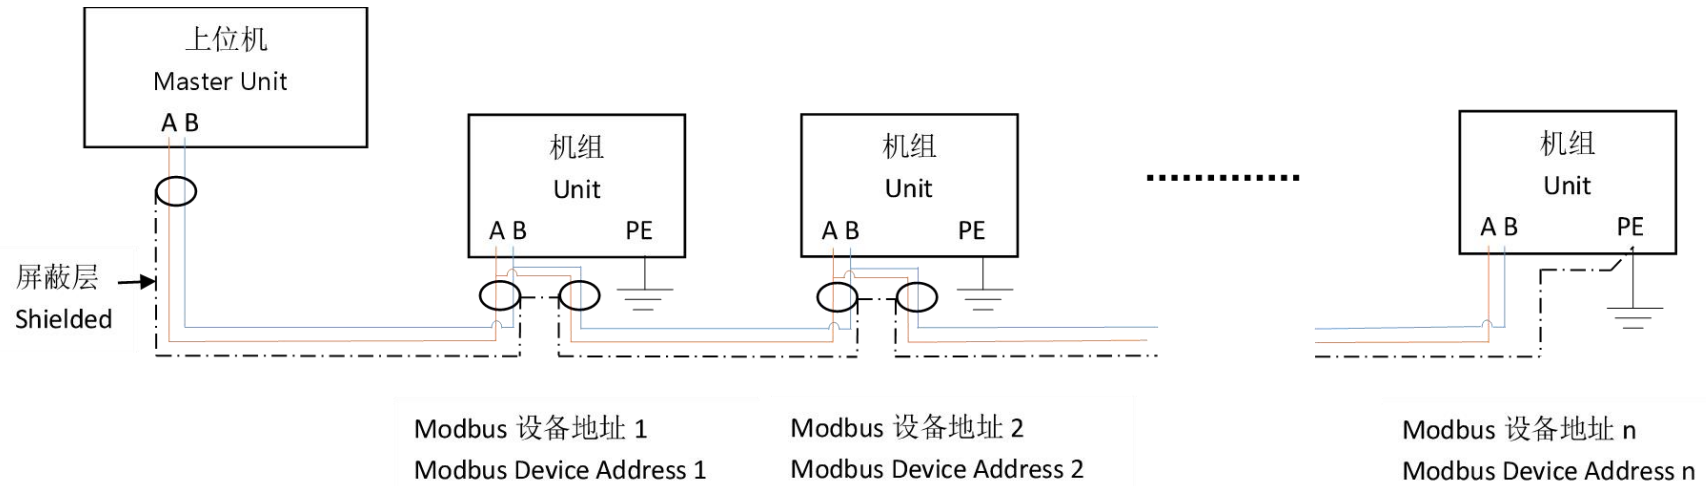 上位机
Master Unit
A B
机组
Unit
A B PE
机组
Unit
A B PE
机组
Unit
A B PE
屏蔽层
Shielded
Modbus 设备地址 1
Modbus Device Address 1
Modbus 设备地址 2
Modbus Device Address 2
Modbus 设备地址 n
Modbus Device Address n